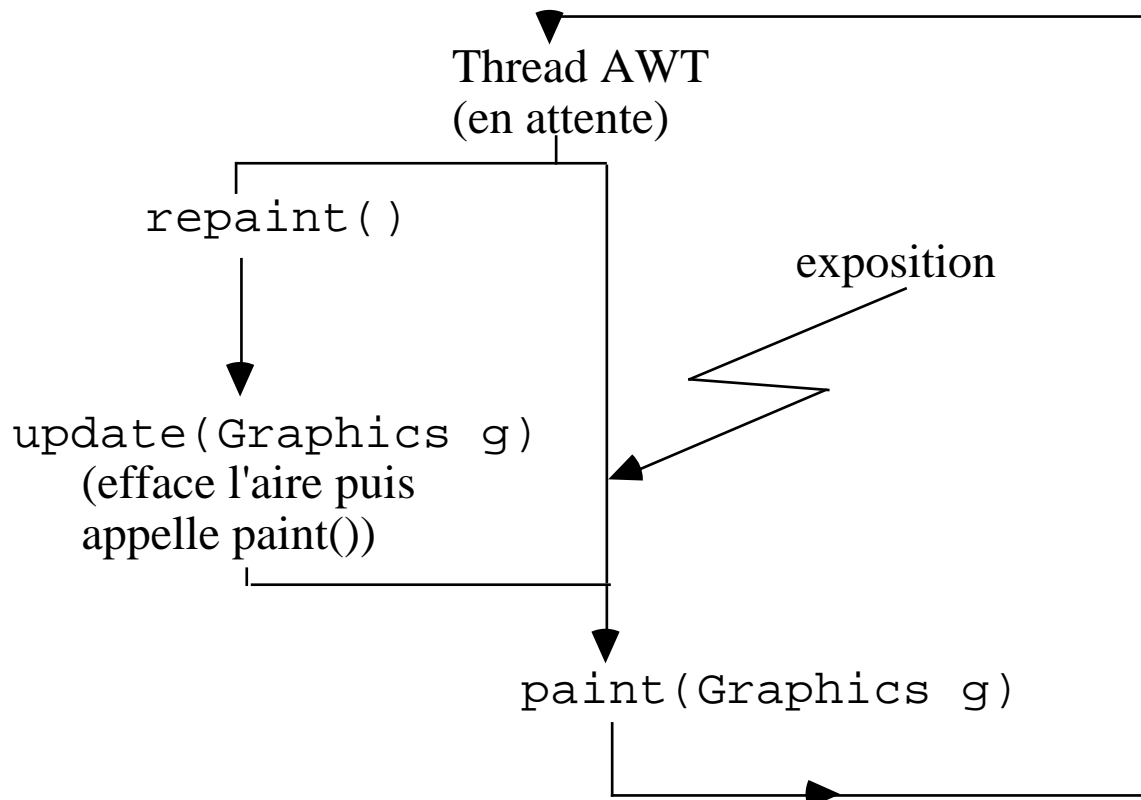 Thread AWT
(en attente)
repaint()
exposition
update(Graphics g)
(efface l'aire puis
appelle paint())
paint(Graphics g)